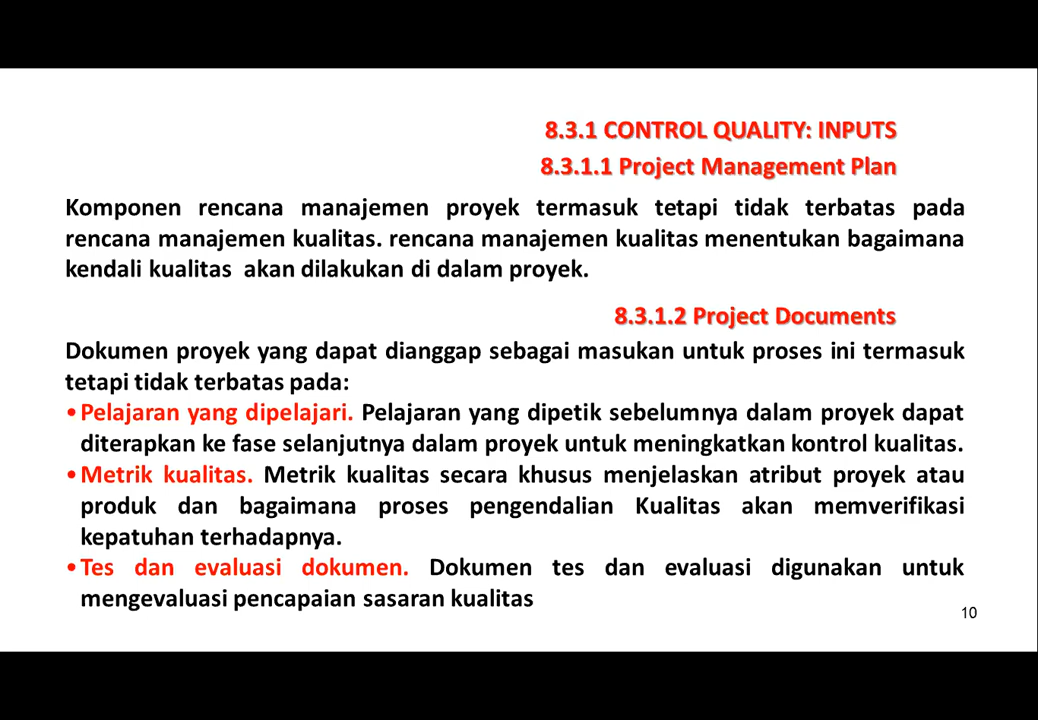 8.3.1 CONTROL QUALITY: INPUTS
8.3.1.1 Project Management Plan
Komponen rencana manajemen proyek termasuk tetapi tidak terbatas pada
rencana manajemen kualitas. rencana manajemen kualitas menentukan bagaimana
kendali kualitas akan dilakukan di dalam proyek.
8.3.1.2 Project Documents
Dokumen proyek yang dapat dianggap sebagai masukan untuk proses ini termasuk
tetapi tidak terbatas pada:
•Pelajaran yang dipelajari. Pelajaran yang dipetik sebelumnya dalam proyek dapat
diterapkan ke fase selanjutnya dalam proyek untuk meningkatkan kontrol kualitas.
•Metrik kualitas. Metrik kualitas secara khusus menjelaskan atribut proyek atau
produk dan bagaimana proses pengendalian Kualitas akan memverifikasi
kepatuhan terhadapnya.
•Tes dan evaluasi dokumen. Dokumen tes dan evaluasi digunakan untuk
mengevaluasi pencapaian sasaran kualitas
10